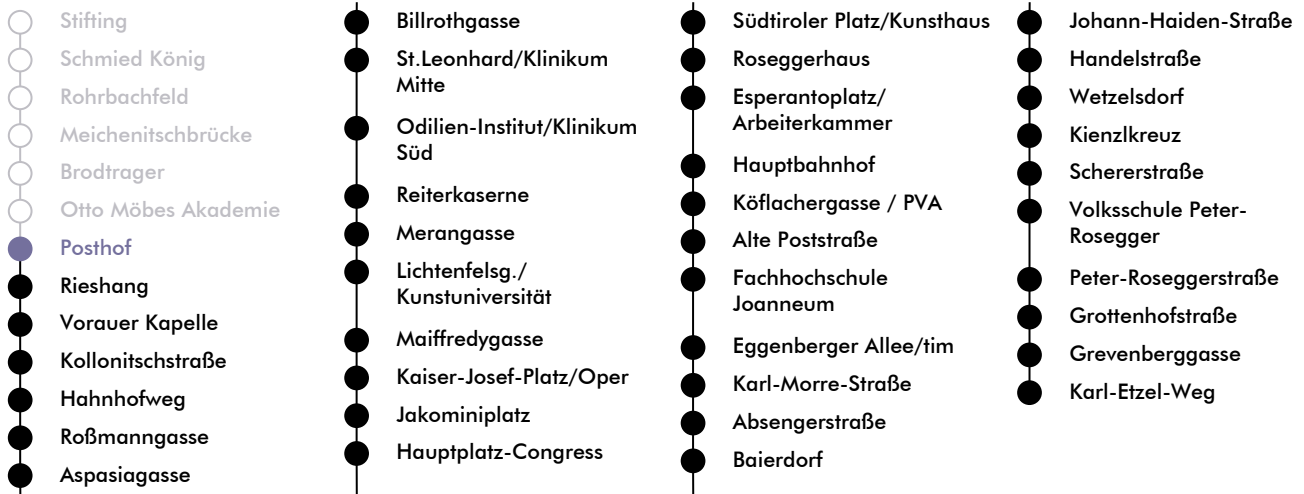 Stifting
Schmied König
Rohrbachfeld
Meichenitschbrücke
Brodtrager
Otto Möbes Akademie
Posthof
Rieshang
Vorauer Kapelle
Kollonitschstraße
Hahnhofweg
Roßmanngasse
Aspasiagasse
Billrothgasse
St.Leonhard/Klinikum
Mitte
Odilien-Institut/Klinikum
Süd
Reiterkaserne
Merangasse
Lichtenfelsg./
Kunstuniversität
Maiffredygasse
Kaiser-Josef-Platz/Oper
Jakominiplatz
Hauptplatz-Congress
Südtiroler Platz/Kunsthaus
Roseggerhaus
Esperantoplatz/
Arbeiterkammer
Hauptbahnhof
Köflachergasse / PVA
Alte Poststraße
Fachhochschule
Joanneum
Eggenberger Allee/tim
Karl-Morre-Straße
Absengerstraße
Baierdorf
Johann-Haiden-Straße
Handelstraße
Wetzelsdorf
Kienzlkreuz
Schererstraße
Volksschule Peter-
Rosegger
Peter-Roseggerstraße
Grottenhofstraße
Grevenberggasse
Karl-Etzel-Weg